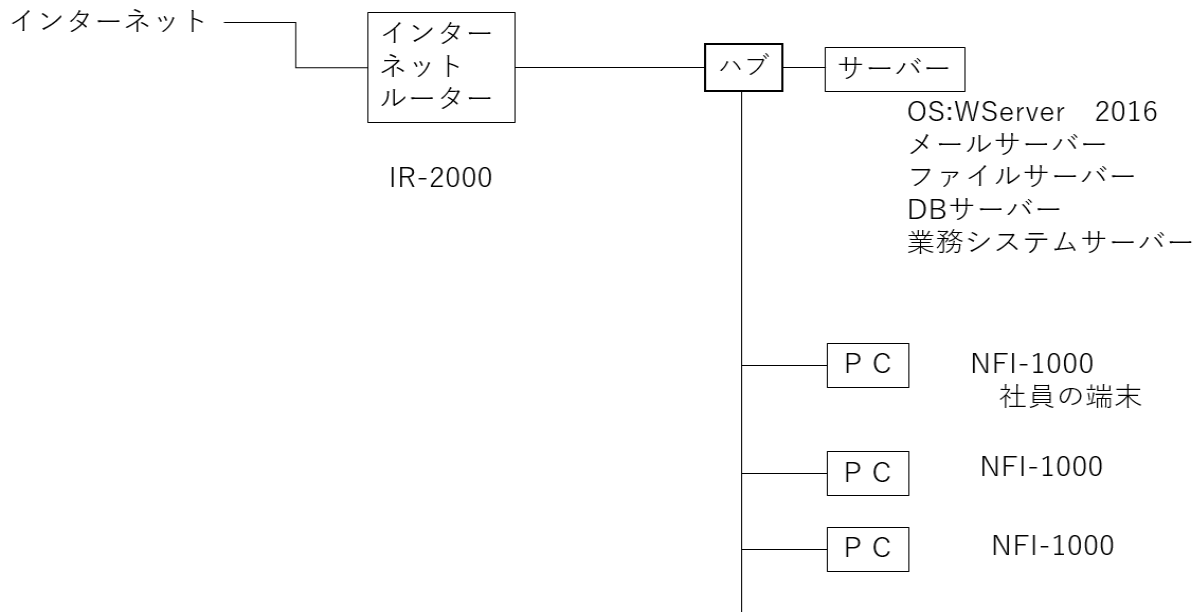 インターネット
インター
ネット
ルーター
IR-2000
ハブ
サーバー
OS:WServer　2016
メールサーバー
ファイルサーバー
DBサーバー
業務システムサーバー
ＰＣ
NFI-1000
社員の端末
ＰＣ
NFI-1000
ＰＣ
NFI-1000